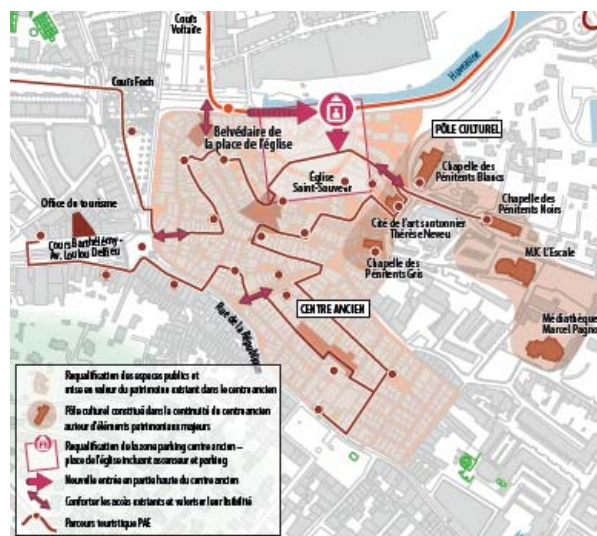 Cours
Voltaire
Cours Foch
Huveaune
Belvédaire de
la place de l'église
PÔLE CULTUREL
Chapelle des
Pénitents Blancs
Église
Saint-Sauveur
Chapelle des
Pénitents Noirs
Office du tourisme
Cité de l'art santonnier
Thérèse Neveu
Cours Barthélémy -
Av. Loulou Delfieu
MJC L'Escale
Chapelle des
Pénitents Gris
CENTRE ANCIEN
Rue de la République
Médiathèque
Marcel Pagno
Requalification des espaces publics et
mise en valeur du patrimoine existant dans le centre ancien
Pôle culturel constitué dans la continuité du centre ancien
autour d'éléments patrimoniaux majeurs
Requalification de la zone parking centre ancien –
place de l'église incluant ascenseur et parking
Nouvelle entrée en partie haute du centre ancien
Conforter les accès existants et valoriser leur lisibilité
Parcours touristique PAE